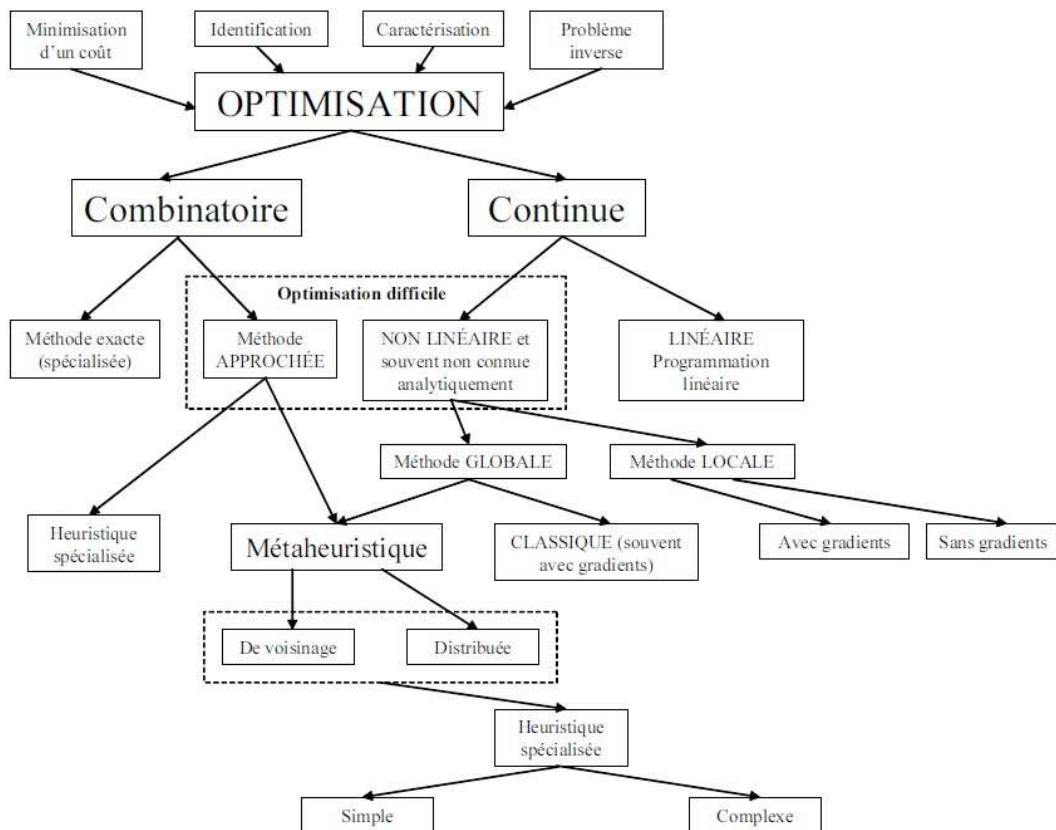 Minimisation
d'un coût
Identification
Caractérisation
Problème
inverse
OPTIMISATION
Combinatoire
Continue
Optimisation difficile
Méthode exacte
(spécialisée)
Méthode
APPROCHÉE
NON LINÉAIRE et
souvent non connue
analytiquement
LINÉAIRE
Programmation
linéaire
Méthode GLOBALE
Méthode LOCALE
Heuristique
spécialisée
Métaheuristique
CLASSIQUE (souvent
avec gradients)
Avec gradients
Sans gradients
De voisinage
Distribuée
Heuristique
spécialisée
Simple
Complexe